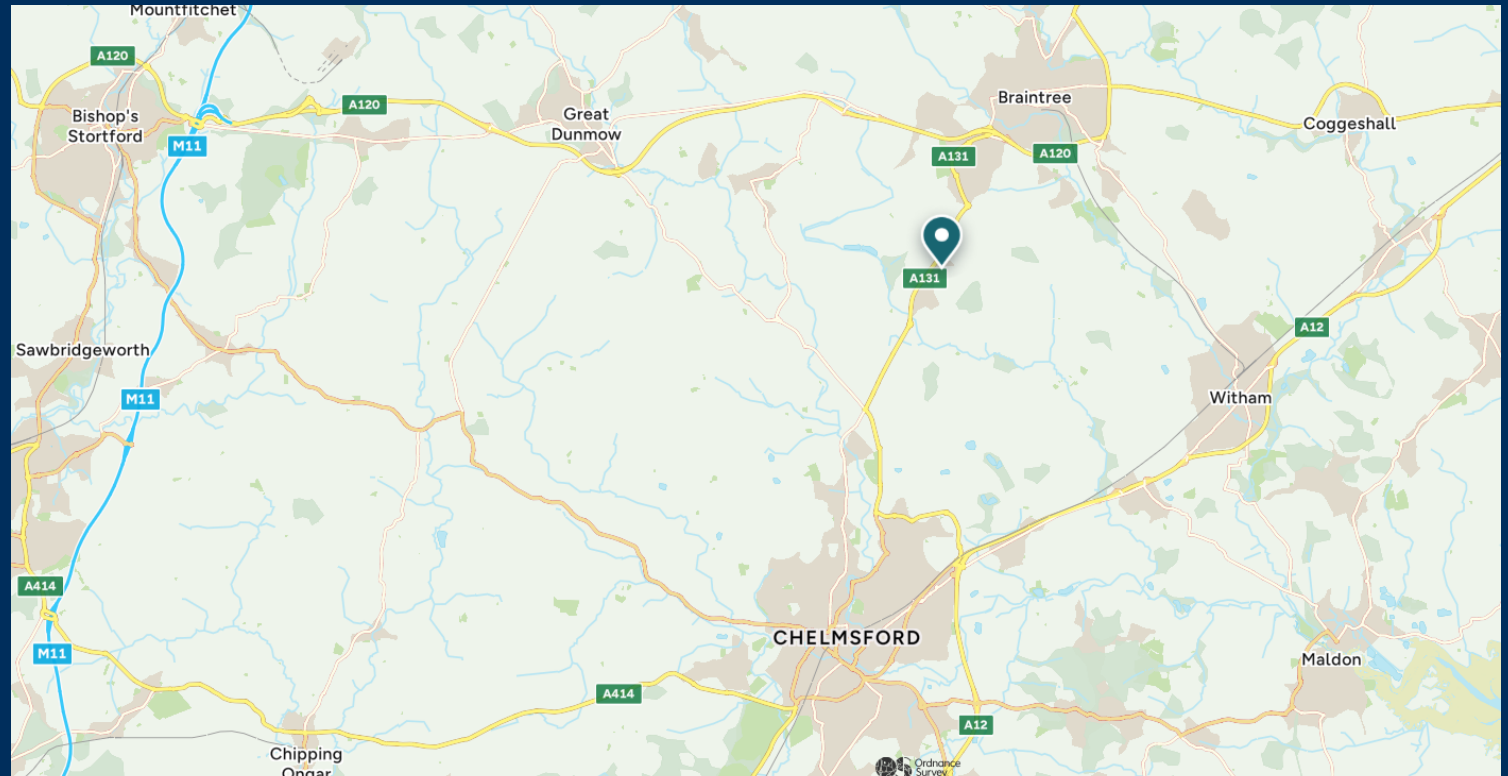 Mountfitchet
A120
A120
Bishop's
Stortford
Great
Dunmow
Braintree
Coggeshall
M11
A131
A120
A131
A12
Sawbridgeworth
M11
Witham
A414
CHELMSFORD
M11
Maldon
A414
A12
Chipping
Ongar
Ordnance
Survey